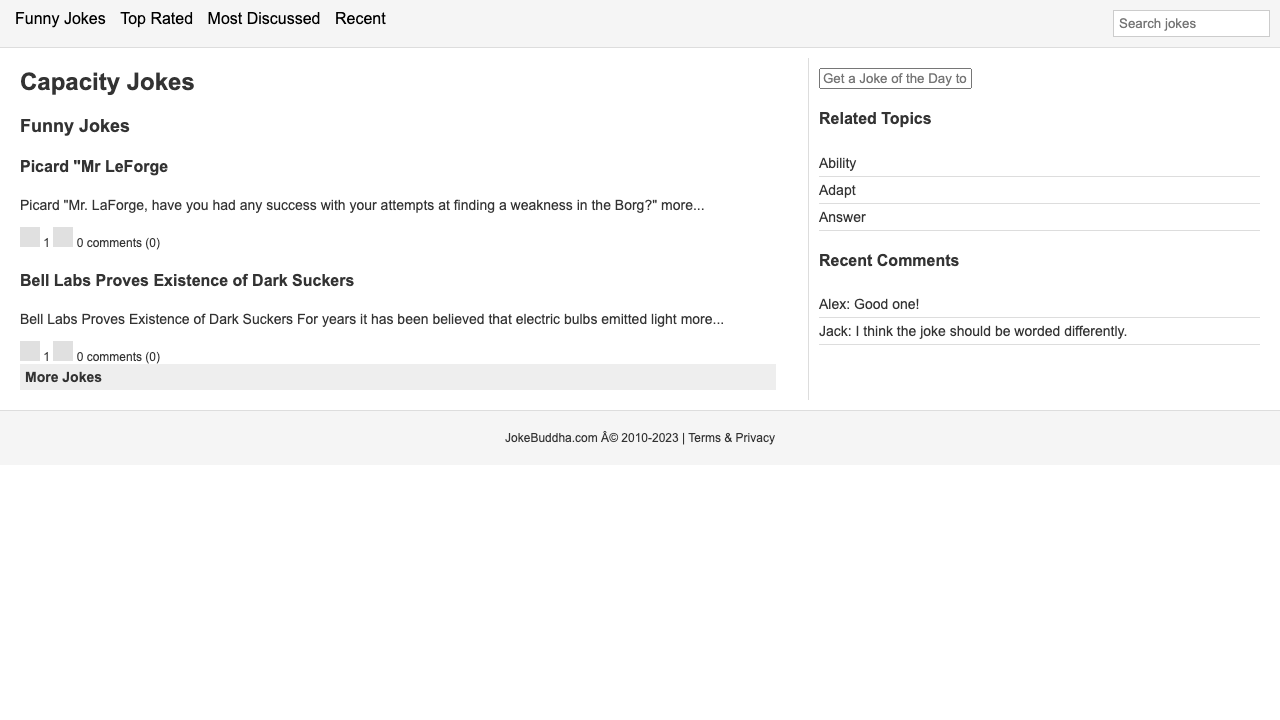 Funny Jokes Top Rated Most Discussed Recent
Search jokes
Capacity Jokes
Funny Jokes
Picard "Mr LeForge
Picard "Mr. LaForge, have you had any success with your attempts at finding a weakness in the Borg?" more...
1 0 comments (0)
Bell Labs Proves Existence of Dark Suckers
Bell Labs Proves Existence of Dark Suckers For years it has been believed that electric bulbs emitted light more...
1 0 comments (0)
More Jokes
Get a Joke of the Day to
Related Topics
Ability
Adapt
Answer
Recent Comments
Alex: Good one!
Jack: I think the joke should be worded differently.
JokeBuddha.com Â© 2010-2023 | Terms & Privacy